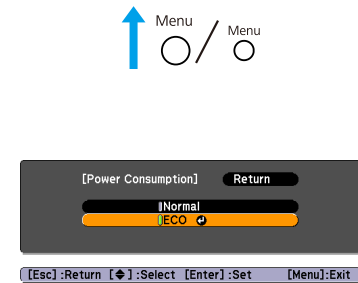 Menu
Menu
[Power Consumption] Return
Normal
ECO
[Esc] :Return [◆] :Select [Enter] :Set [Menu]:Exit